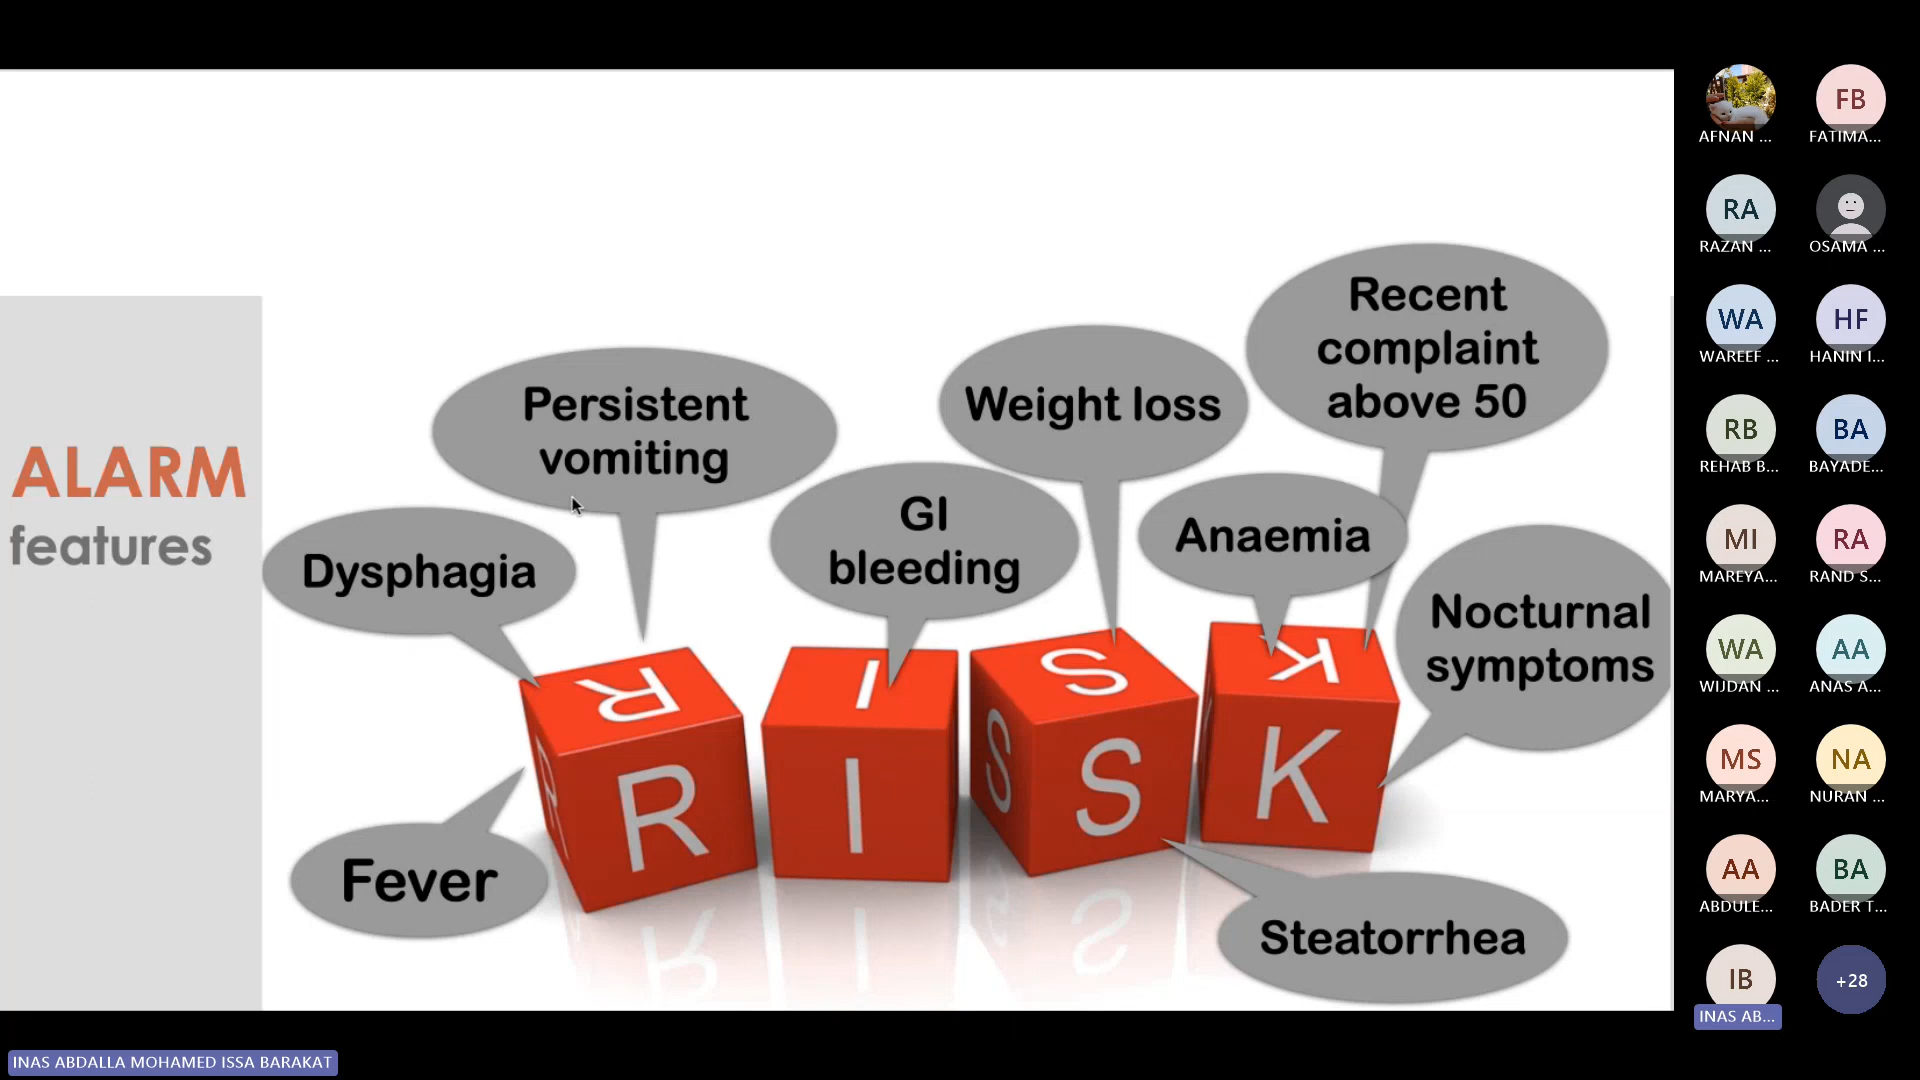 ALARM
features
Persistent
vomiting
Dysphagia
GI
bleeding
Weight loss
Recent
complaint
above 50
Anaemia
Nocturnal
symptoms
Fever
Steatorrhea
R
I
S
K
R
I
S
K
R
S
AFNAN ...
FB
FATIMA...
RA
RAZAN ...
OSAMA ...
WA
WAREEF ...
HF
HANIN I...
RB
REHAB B...
BA
BAYADE...
MI
MAREYA...
RA
RAND S...
WA
WIJDAN ...
AA
ANAS A...
MS
MARYA...
NA
NURAN ...
AA
ABDULE...
BA
BADER T...
IB
INAS AB...
+28
INAS ABDALLA MOHAMED ISSA BARAKAT